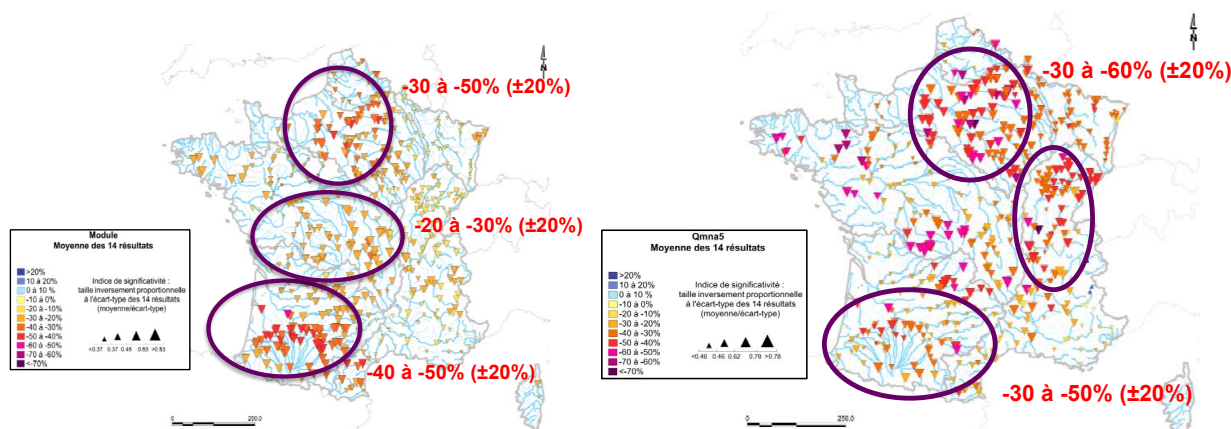 N
-30 à -50% (±20%)
-20 à -30% (±20%)
-40 à -50% (±20%)
Module
Moyenne des 14 résultats
>20%
10 à 20%
0 à 10 %
-10 à 0%
-20 à -10%
-30 à -20%
-40 à -30%
-50 à -40%
-60 à -50%
-70 à -60%
<-70%
Indice de significativité :
taille inversement proportionnelle
à l'écart-type des 14 résultats
(moyenne/écart-type)
<0.37 0.37 0.45 0.53 >0.53
0 250.0
N
-30 à -60% (±20%)
-30 à -50% (±20%)
Qmna5
Moyenne des 14 résultats
>20%
10 à 20%
0 à 10 %
-10 à 0%
-20 à -10%
-30 à -20%
-40 à -30%
-50 à -40%
-60 à -50%
-70 à -60%
<-70%
Indice de significativité :
taille inversement proportionnelle
à l'écart-type des 14 résultats
(moyenne/écart-type)
<0.46 0.46 0.62 0.78 >0.78
0 250.0